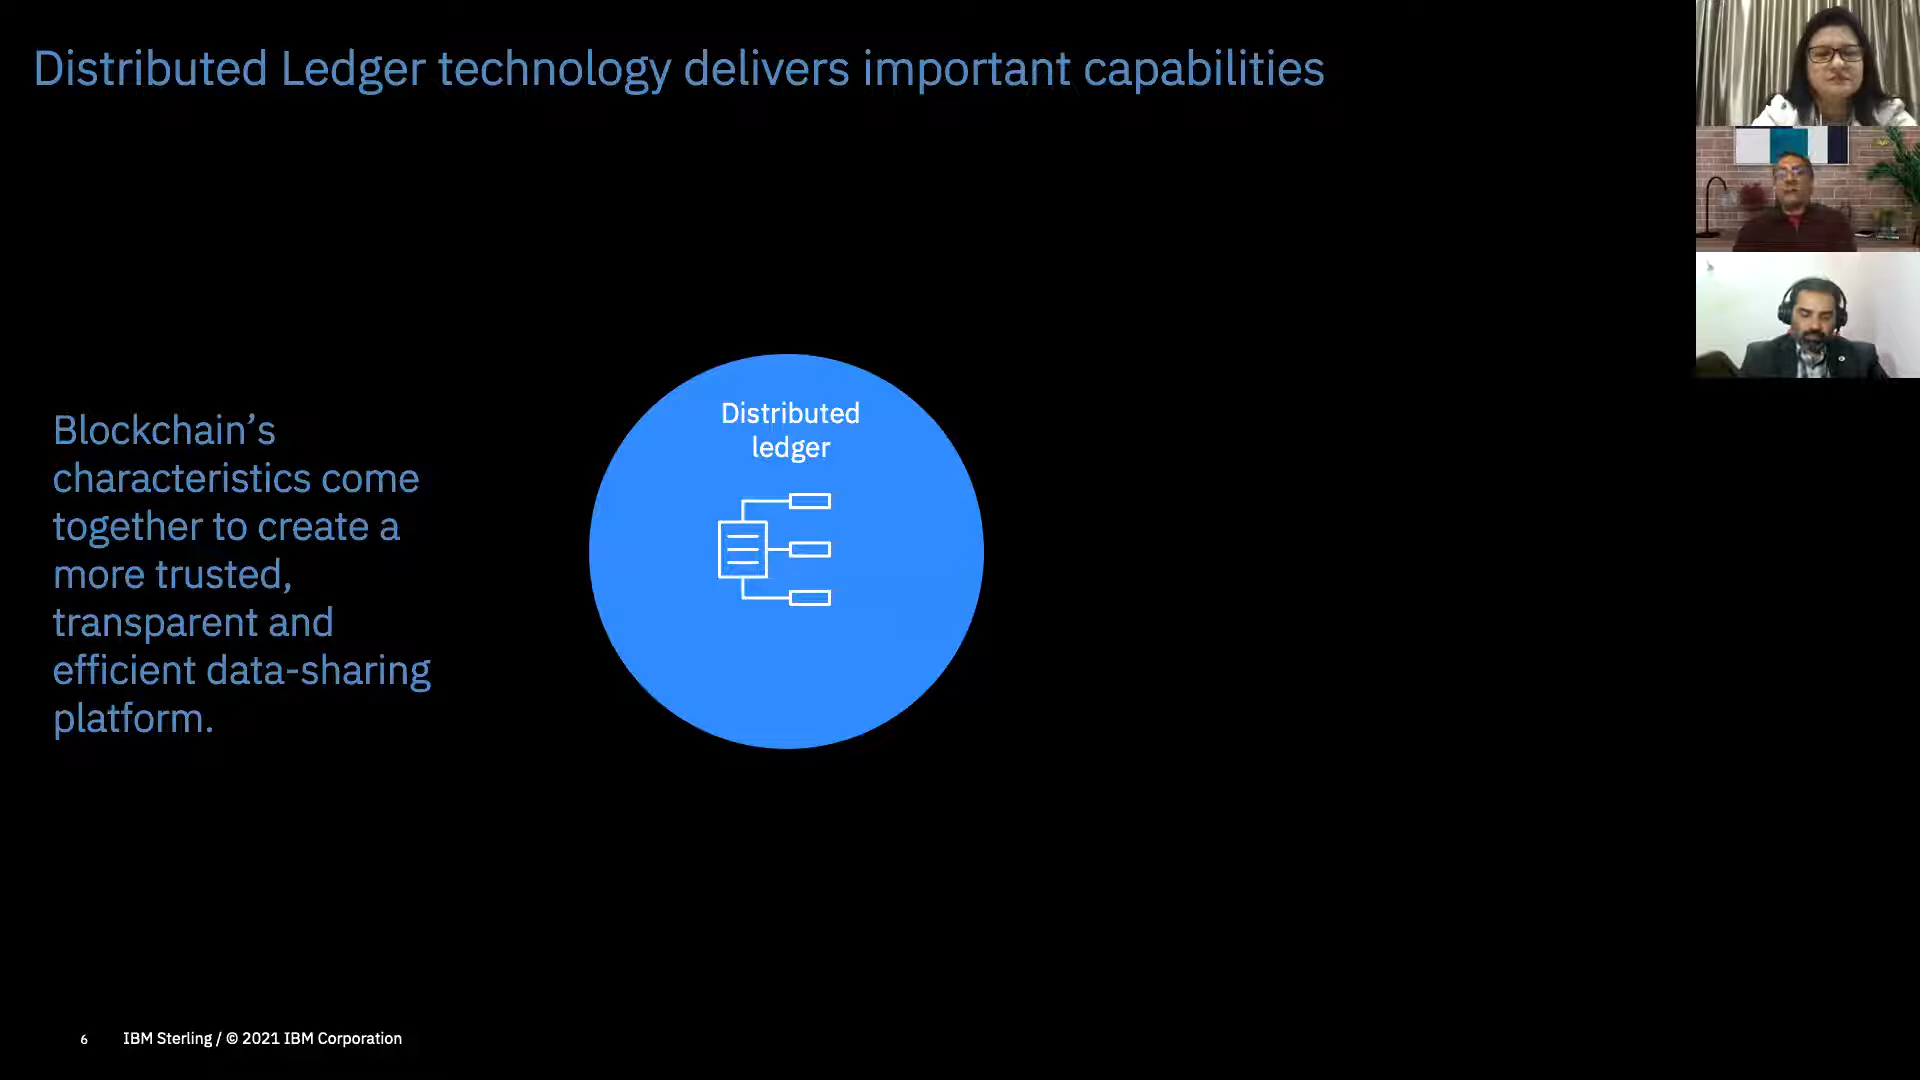 Distributed Ledger technology delivers important capabilities
Blockchain’s
characteristics come
together to create a
more trusted,
transparent and
efficient data-sharing
platform.
Distributed
ledger
6 IBM Sterling / © 2021 IBM Corporation